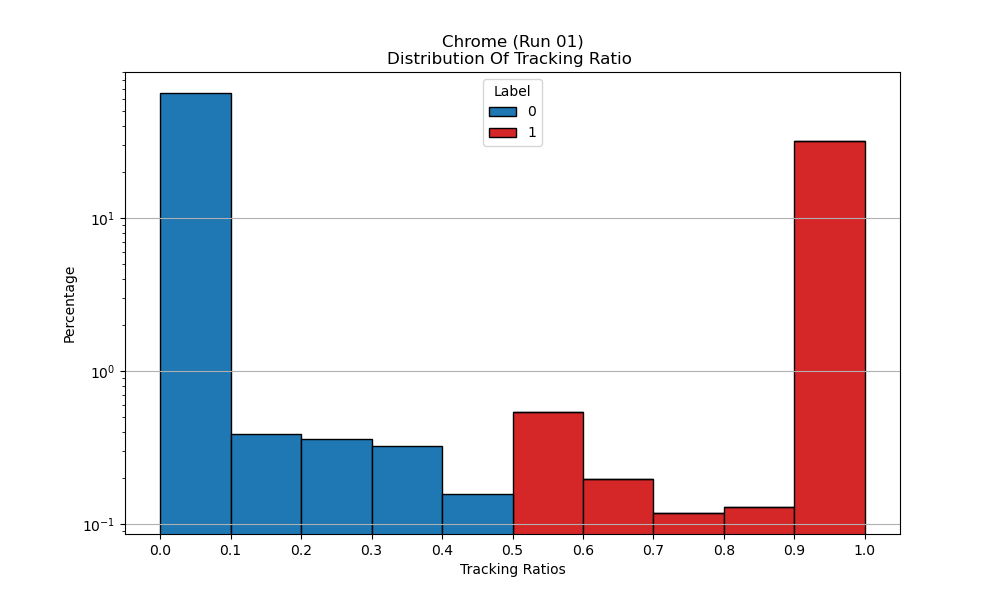 Chrome (Run 01)
Distribution Of Tracking Ratio
Label
0
1
10¹
10⁰
10⁻¹
Percentage
0.0 0.1 0.2 0.3 0.4 0.5 0.6 0.7 0.8 0.9 1.0
Tracking Ratios